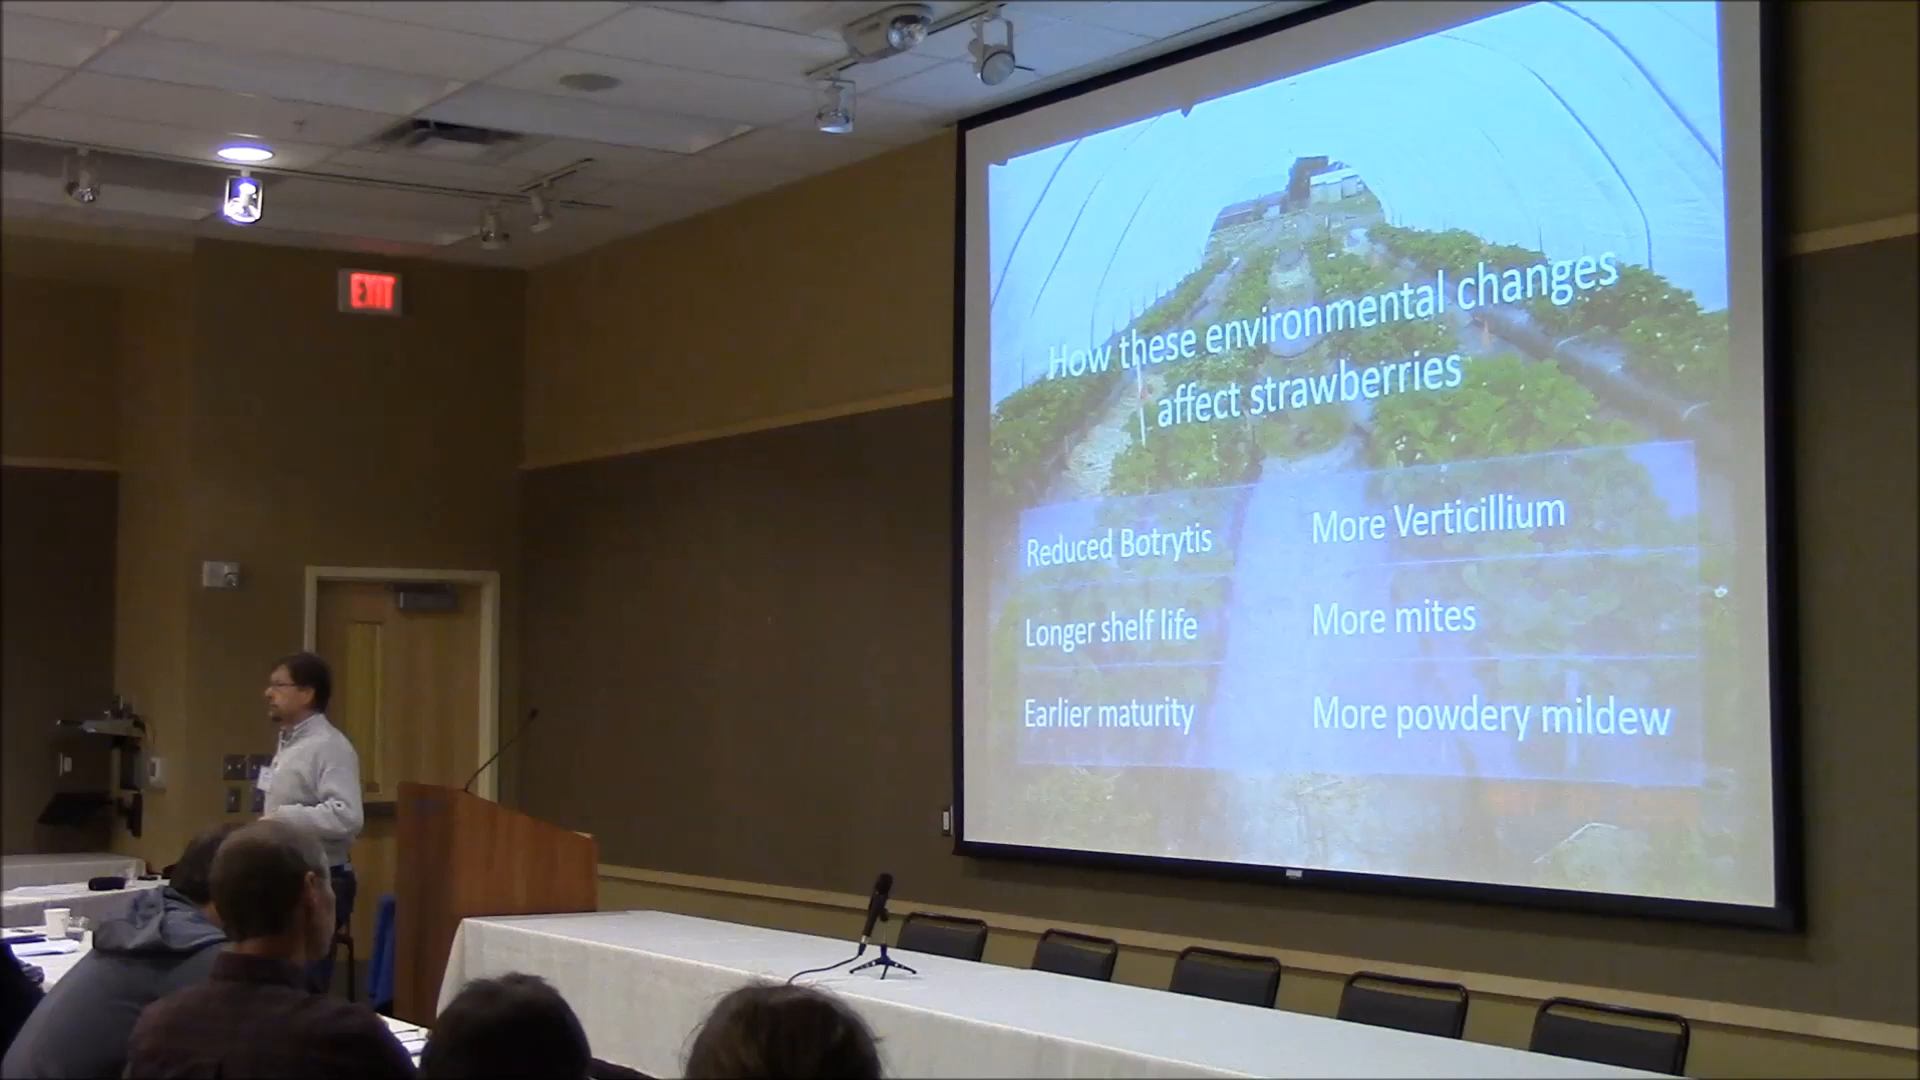 EXIT
How these environmental changes
affect strawberries
Reduced Botrytis
More Verticillium
Longer shelf life
More mites
Earlier maturity
More powdery mildew